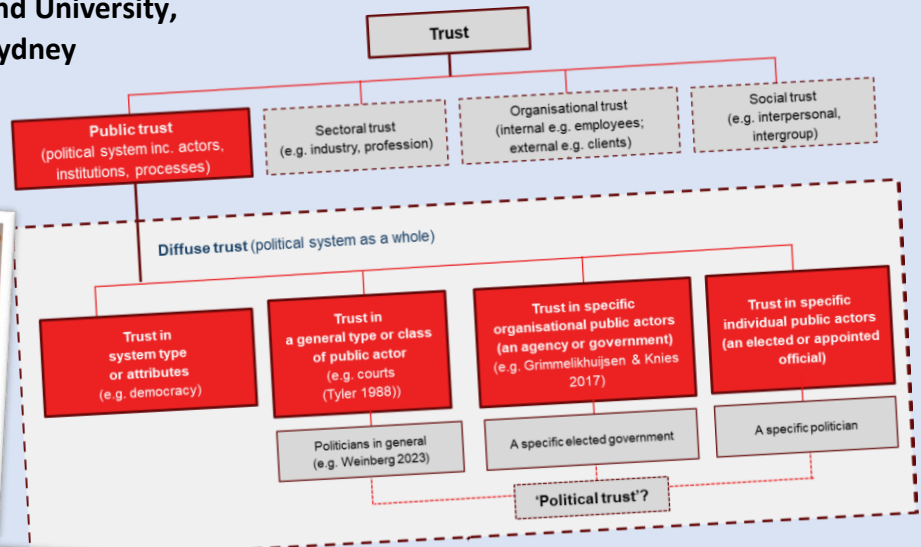 nd University,
ydney
Trust
Public trust
(political system inc. actors,
institutions, processes)
Sectoral trust
(e.g. industry, profession)
Organisational trust
(internal e.g. employees;
external e.g. clients)
Social trust
(e.g. interpersonal,
intergroup)
Diffuse trust (political system as a whole)
Trust in
system type
or attributes
(e.g. democracy)
Trust in
a general type or class
of public actor
(e.g. courts
(Tyler 1988))
Trust in specific
organisational public actors
(an agency or government)
(e.g. Grimmelikhuijsen & Knies
2017)
Trust in specific
individual public actors
(an elected or appointed
official)
Politicians in general
(e.g. Weinberg 2023)
A specific elected government
A specific politician
'Political trust'?